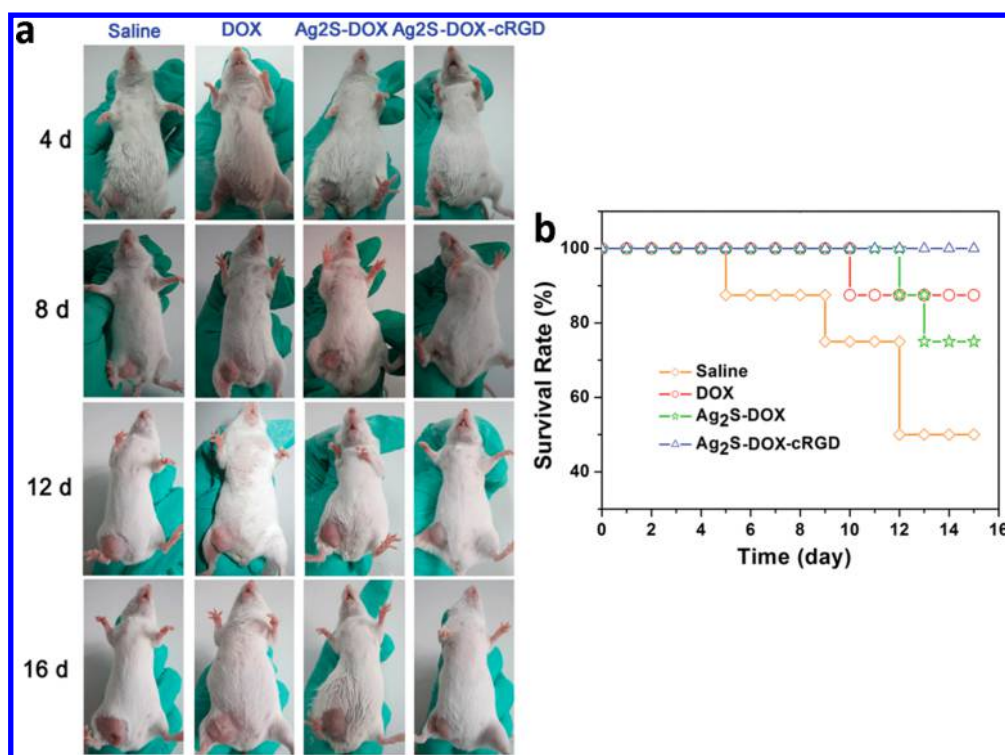 a
Saline DOX Ag2S-DOX Ag2S-DOX-cRGD
4 d
8 d
12 d
16 d
b
Survival Rate (%)
100
80
60
40
Saline
DOX
Ag₂S-DOX
Ag₂S-DOX-cRGD
0 2 4 6 8 10 12 14 16
Time (day)